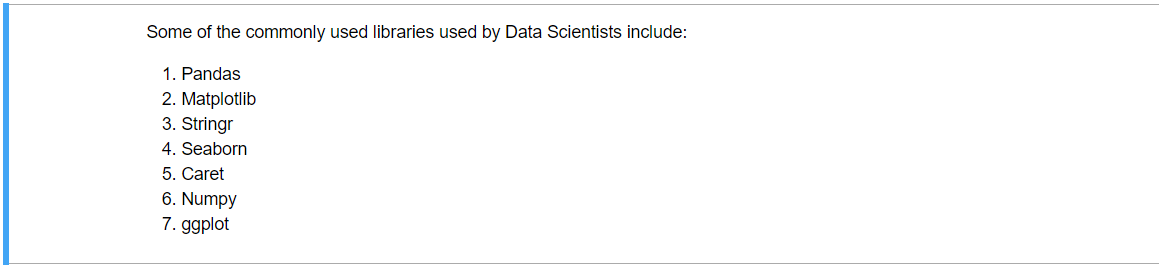 Some of the commonly used libraries used by Data Scientists include:
1. Pandas
2. Matplotlib
3. Stringr
4. Seaborn
5. Caret
6. Numpy
7. ggplot